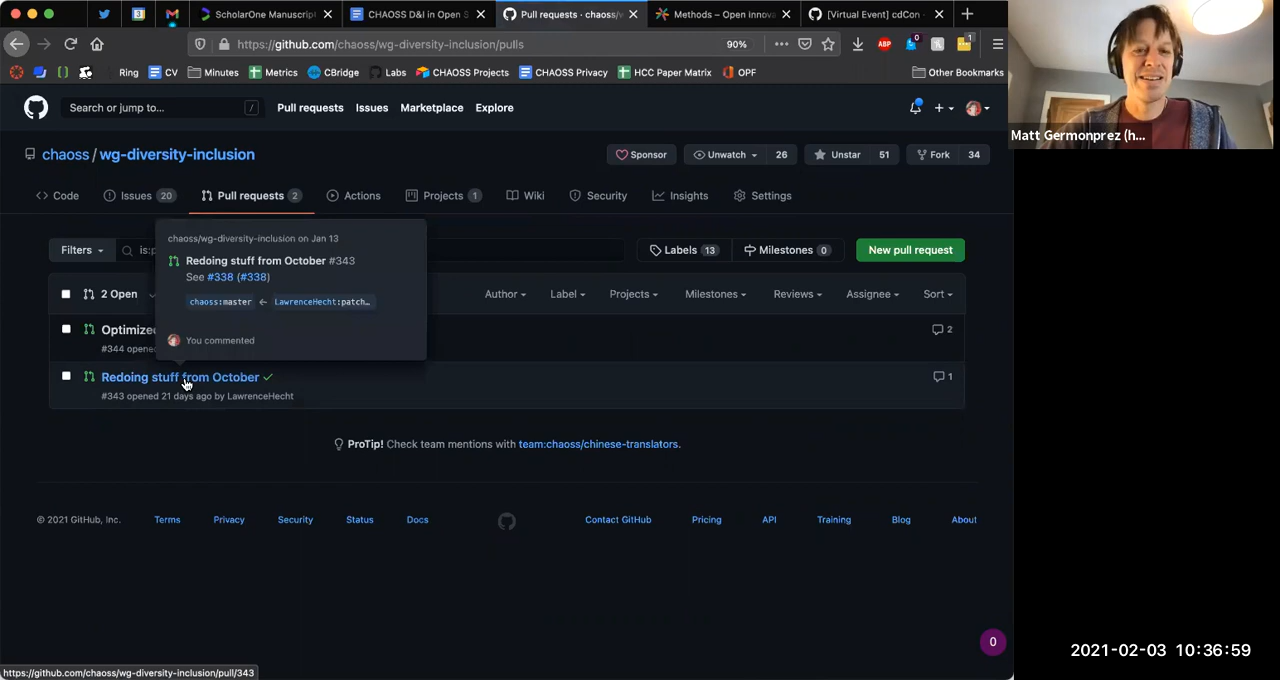 ScholarOne Manuscript
CHAOSS D&I in Open S
Pull requests · chaoss/w
Methods – Open Innova
[Virtual Event] cdCon -
https://github.com/chaoss/wg-diversity-inclusion/pulls
90%
ABP
0
1
Ring
CV
Minutes
Metrics
CBridge
Labs
CHAOSS Projects
CHAOSS Privacy
HCC Paper Matrix
OPF
Other Bookmarks
Search or jump to...
/
Pull requests
Issues
Marketplace
Explore
Matt Germonprez (h...
chaoss / wg-diversity-inclusion
Sponsor
Unwatch
26
Unstar
51
Fork
34
Code
Issues 20
Pull requests 2
Actions
Projects 1
Wiki
Security
Insights
Settings
chaoss/wg-diversity-inclusion on Jan 13
Redoing stuff from October #343
See #338 (#338)
chaoss:master ← LawrenceHecht:patch…
You commented
Filters
is:p
Labels 13
Milestones 0
New pull request
2 Open
Author
Label
Projects
Milestones
Reviews
Assignee
Sort
Optimized
2
#344 opened
Redoing stuff from October
1
#343 opened 21 days ago by LawrenceHecht
ProTip! Check team mentions with team:chaoss/chinese-translators.
© 2021 GitHub, Inc.
Terms
Privacy
Security
Status
Docs
Contact GitHub
Pricing
API
Training
Blog
About
0
2021-02-03 10:36:59
https://github.com/chaoss/wg-diversity-inclusion/pull/343